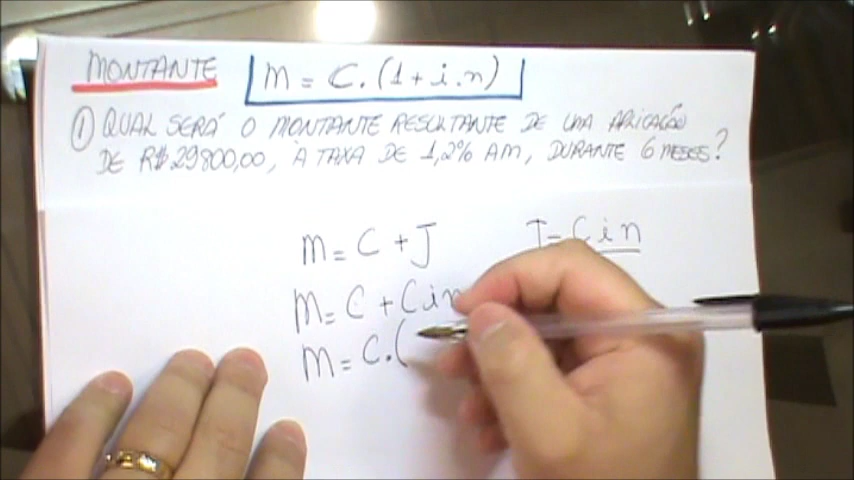 MONTANTE M = C.(1 + i.n)
① QUAL SERÁ O MONTANTE RESULTANTE DE UMA APLICAÇÃO
DE R$ 29800,00, À TAXA DE 1,2% AM, DURANTE 6 MESES?
M = C + J J = C i n
M = C + C i n
M = C.(